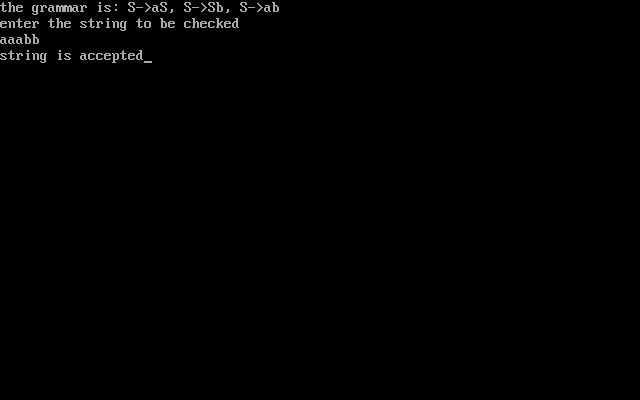 the grammar is: S->aS, S->Sb, S->ab
enter the string to be checked
aaabb
string is accepted_